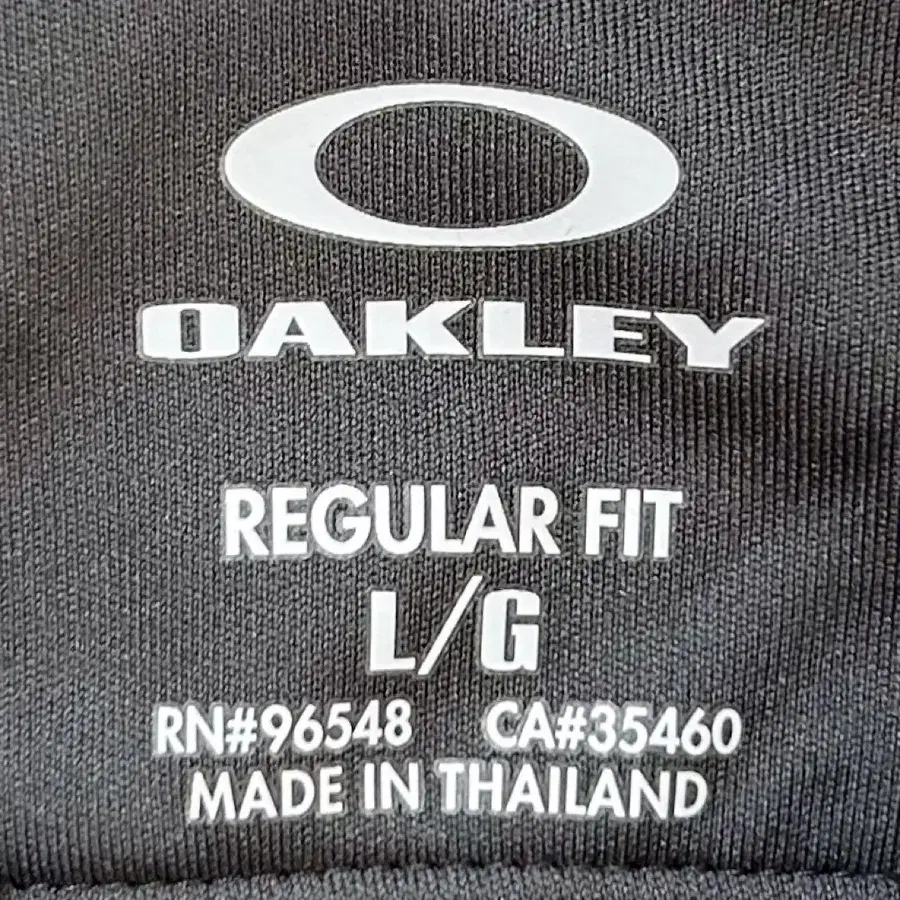 OAKLEY
REGULAR FIT
L/G
RN#96548 CA#35460
MADE IN THAILAND